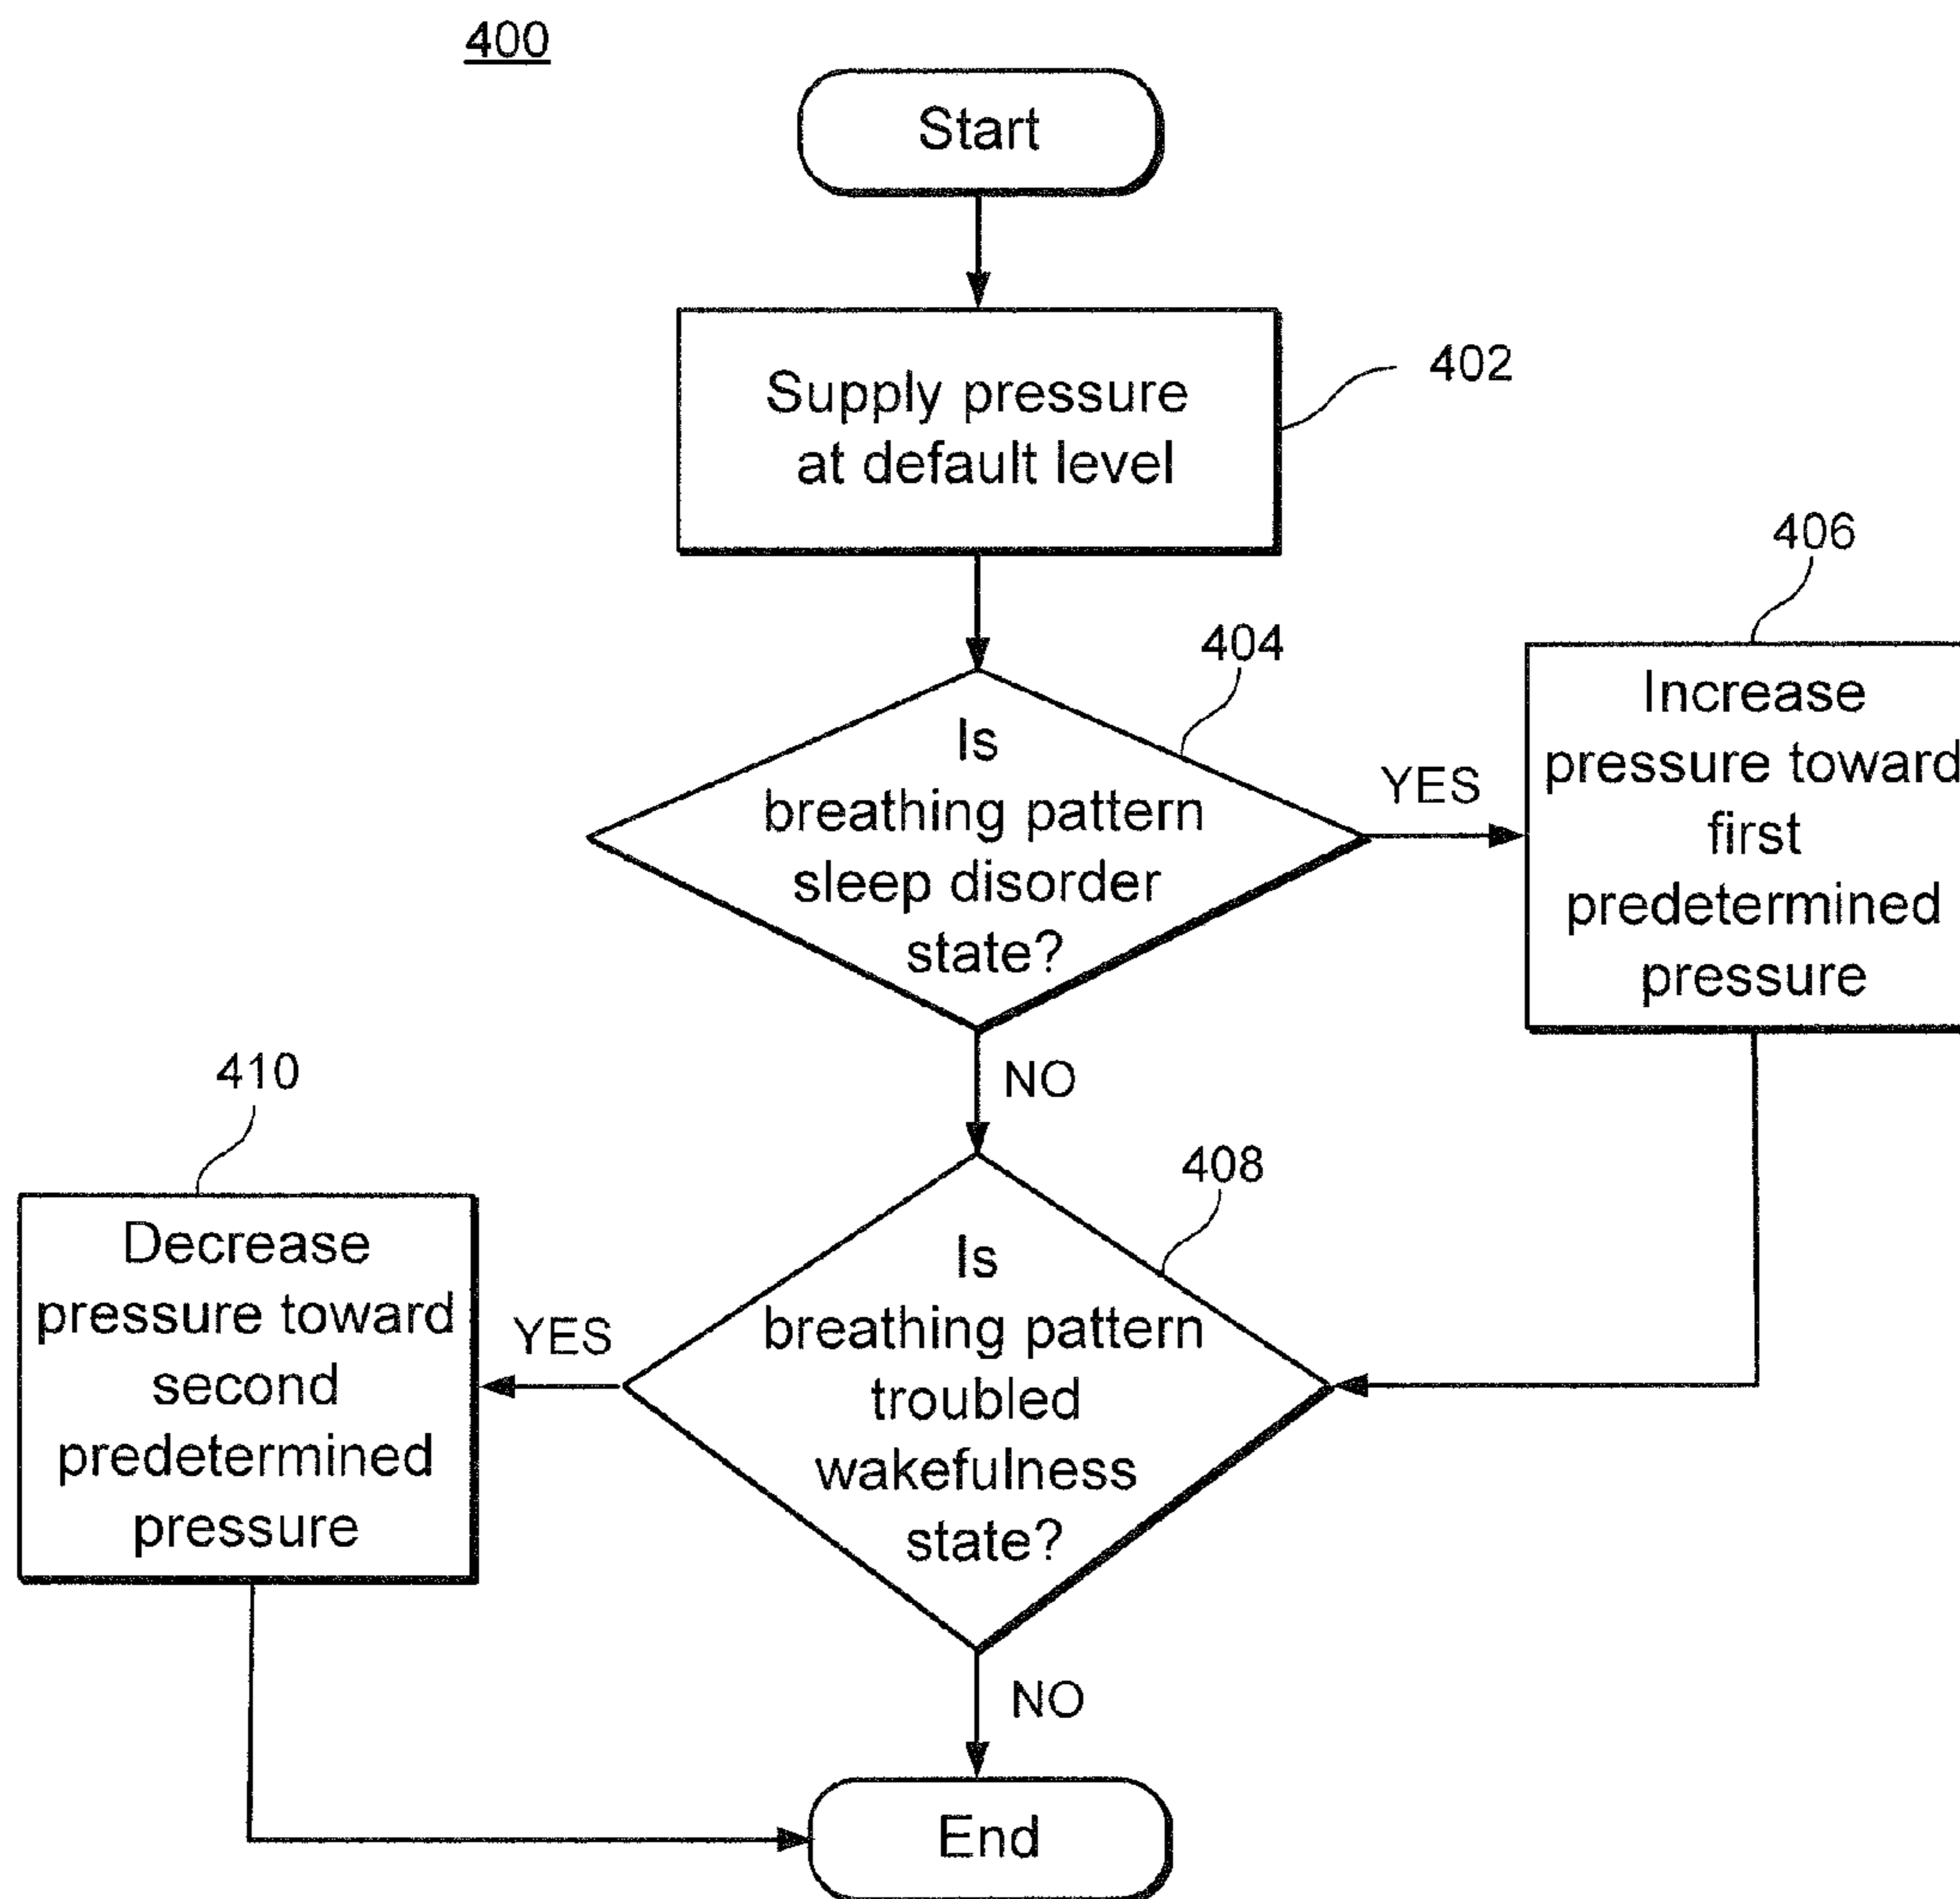 400
Start
Supply pressure
at default level
402
404
Is
breathing pattern
sleep disorder
state?
YES
406
Increase
pressure toward
first
predetermined
pressure
NO
408
Is
breathing pattern
troubled
wakefulness
state?
YES
410
Decrease
pressure toward
second
predetermined
pressure
NO
End